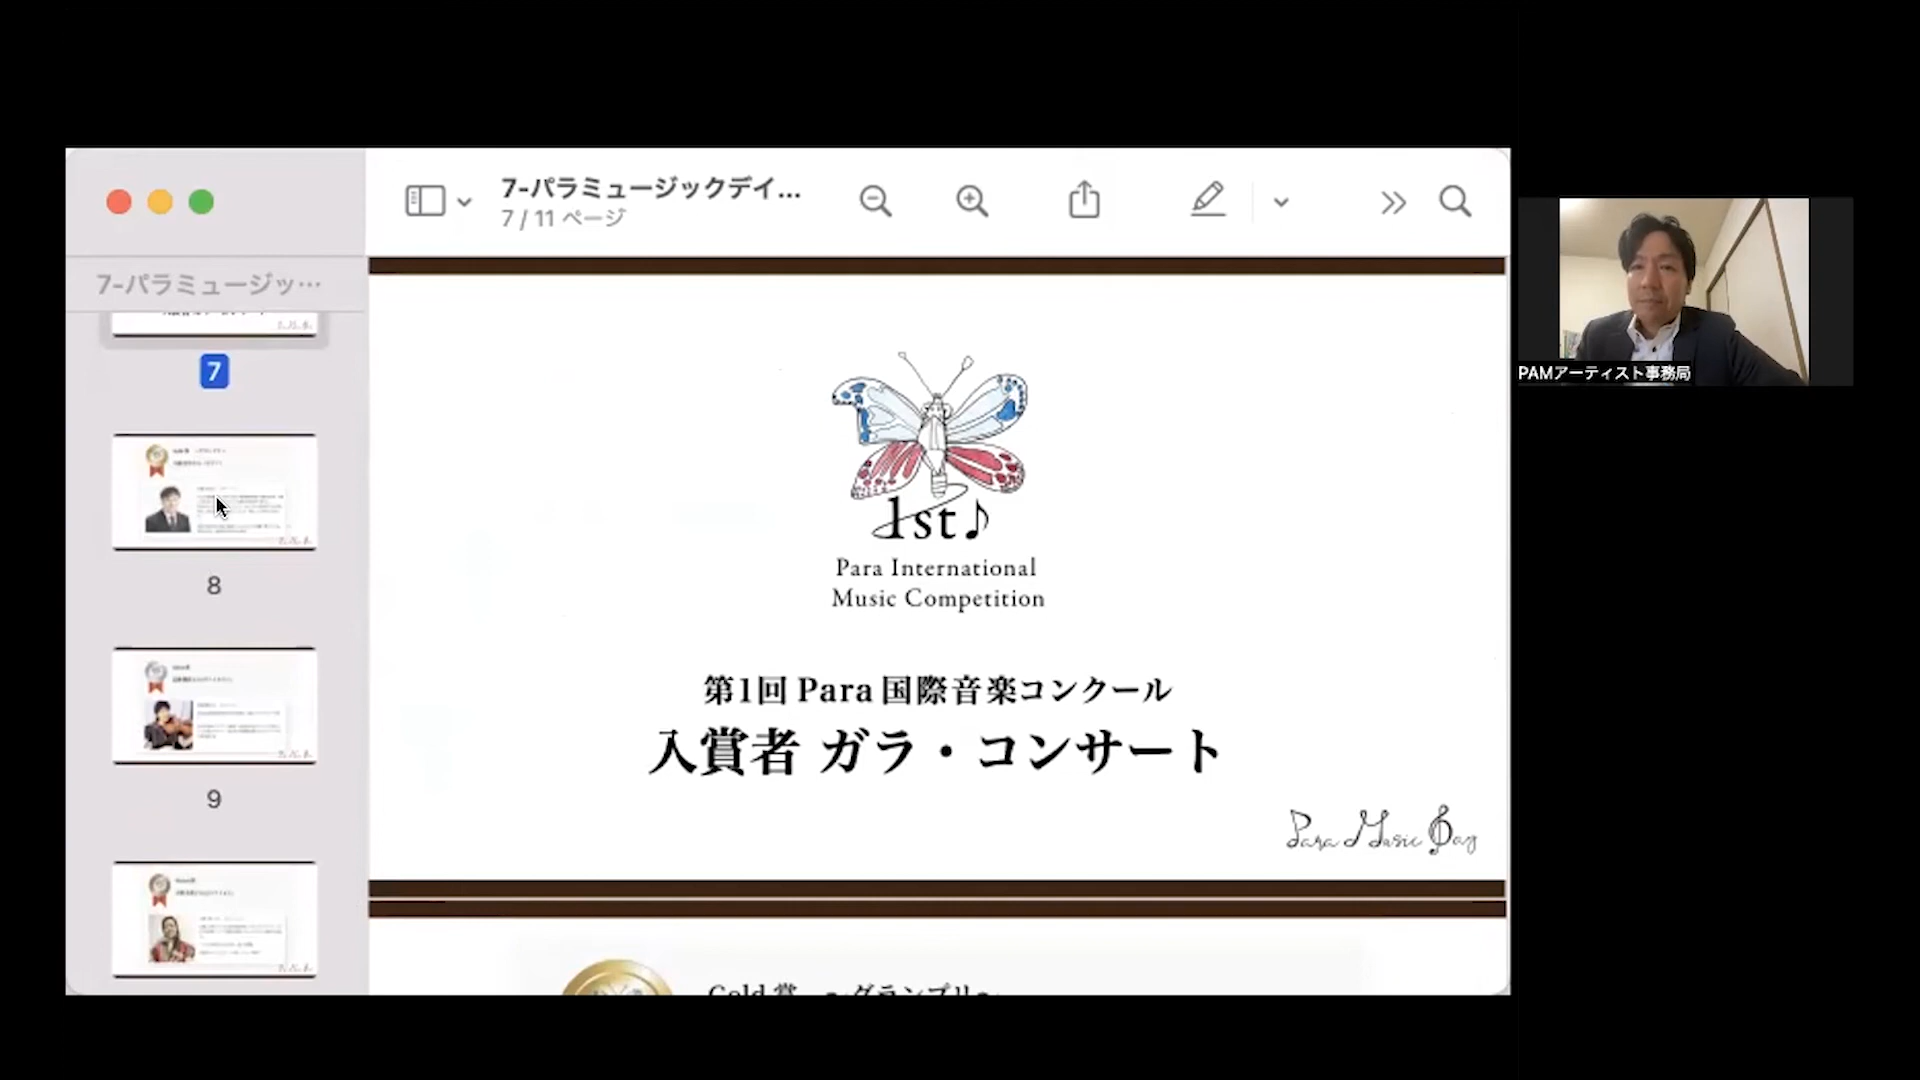 7-パラミュージックデイ...
7 / 11 ページ
7-パラミュージッ…
7
8
9
1st♪
Para International
Music Competition
第1回 Para 国際音楽コンクール
入賞者 ガラ・コンサート
Para Music Day
Gold 賞 ～グランプリ～
PAMアーティスト事務局